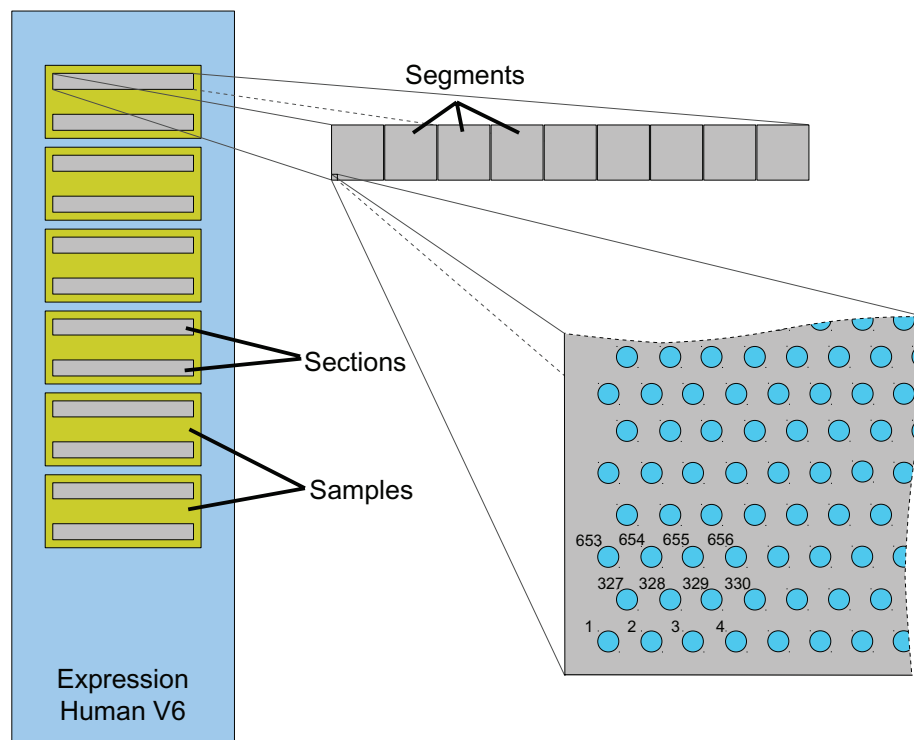 Segments
Sections
Samples
653 654 655 656
327 328 329 330
1 2 3 4
Expression
Human V6